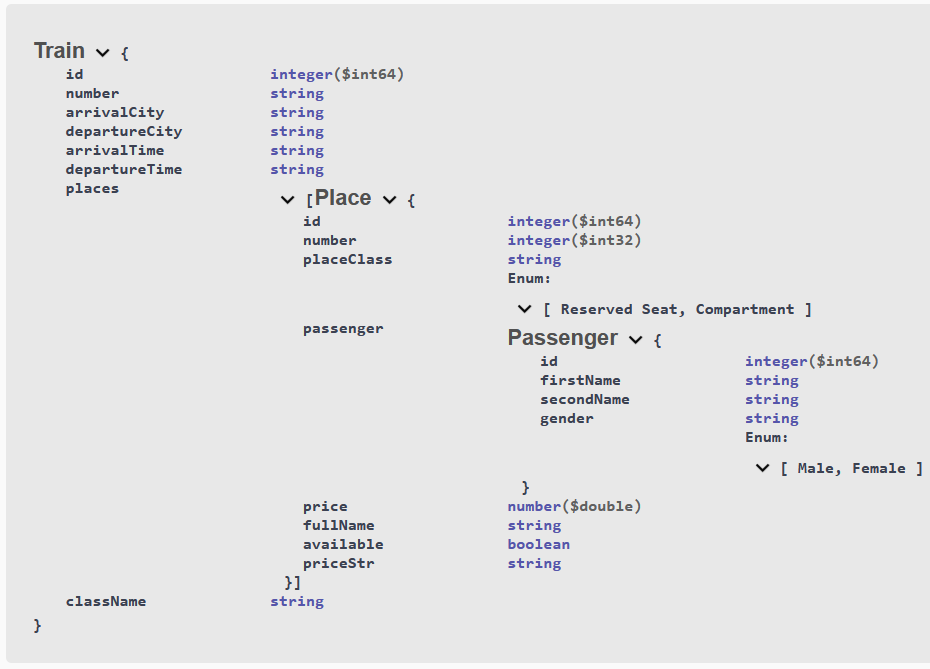 Train {
id integer($int64)
number string
arrivalCity string
departureCity string
arrivalTime string
departureTime string
places
[Place {
id integer($int64)
number integer($int32)
placeClass string
Enum:
[ Reserved Seat, Compartment ]
passenger
Passenger {
id integer($int64)
firstName string
secondName string
gender string
Enum:
[ Male, Female ]
}
price number($double)
fullName string
available boolean
priceStr string
}]
className string
}